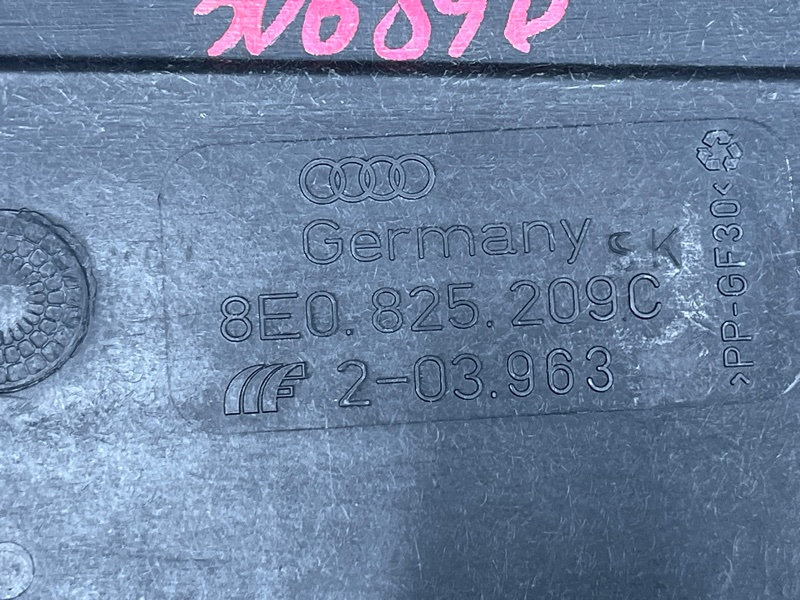 Germany K
8E0.825.209C
2-03.963
>PP-GF30<